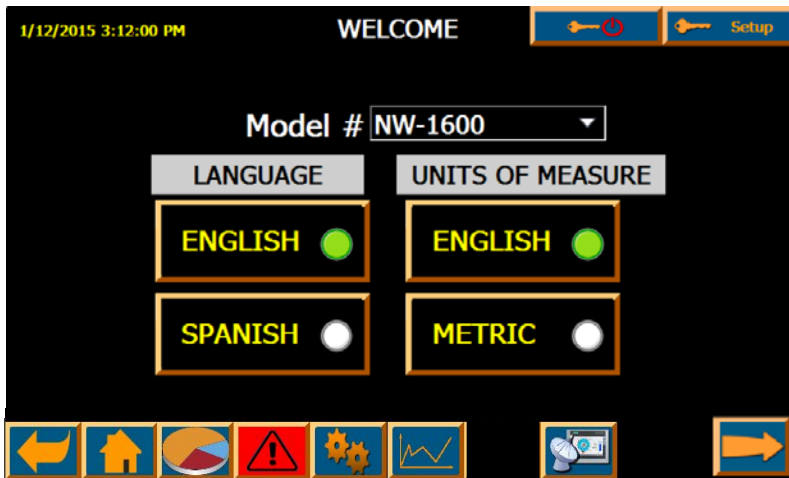 1/12/2015 3:12:00 PM
WELCOME
Setup
Model # NW-1600
LANGUAGE
UNITS OF MEASURE
ENGLISH
ENGLISH
SPANISH
METRIC